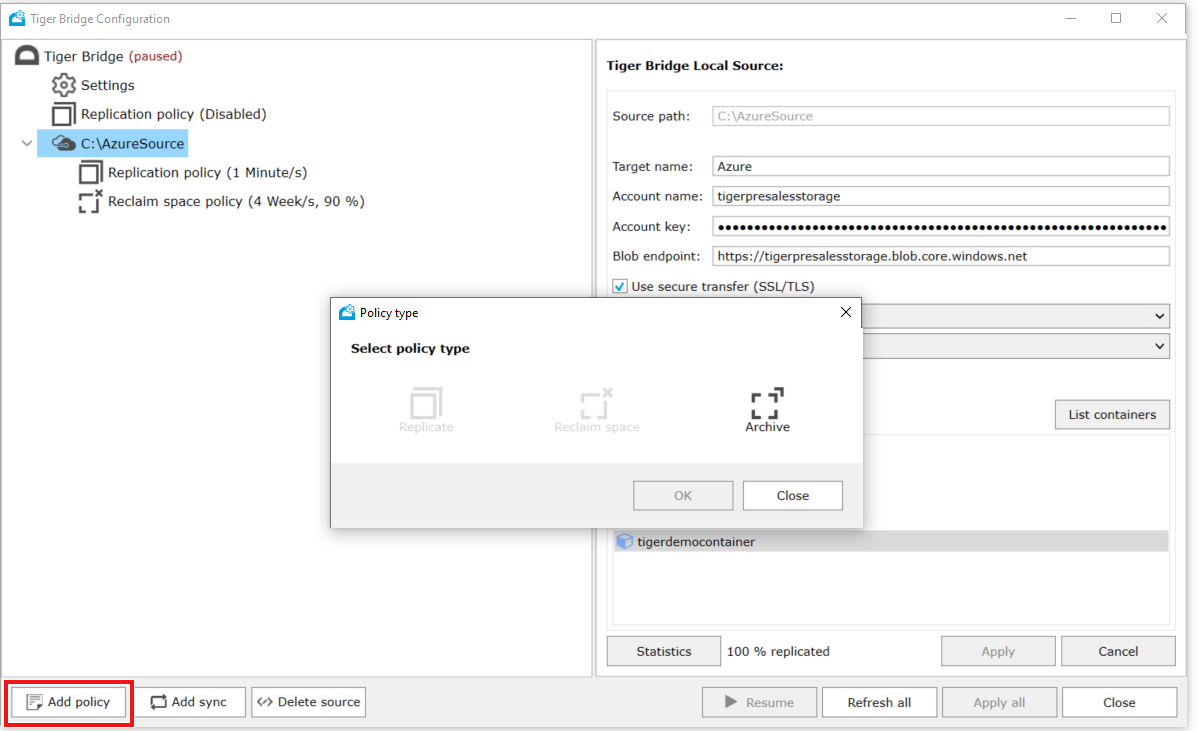 Tiger Bridge Configuration
Tiger Bridge (paused)
Settings
Replication policy (Disabled)
C:\AzureSource
Replication policy (1 Minute/s)
Reclaim space policy (4 Week/s, 90 %)
Tiger Bridge Local Source:
Source path: C:\AzureSource
Target name: Azure
Account name: tigerpresalesstorage
Account key: ●●●●●●●●●●●●●●●●●●●●●●●●●●●●●●●●●●●●●●●●●●●●●●●●●●●●●●●●●●●●●●
Blob endpoint: https://tigerpresalesstorage.blob.core.windows.net
Use secure transfer (SSL/TLS)
Policy type
Select policy type
Replicate Reclaim space Archive
OK Close
List containers
tigerdemocontainer
Statistics 100 % replicated Apply Cancel
Add policy Add sync Delete source Resume Refresh all Apply all Close